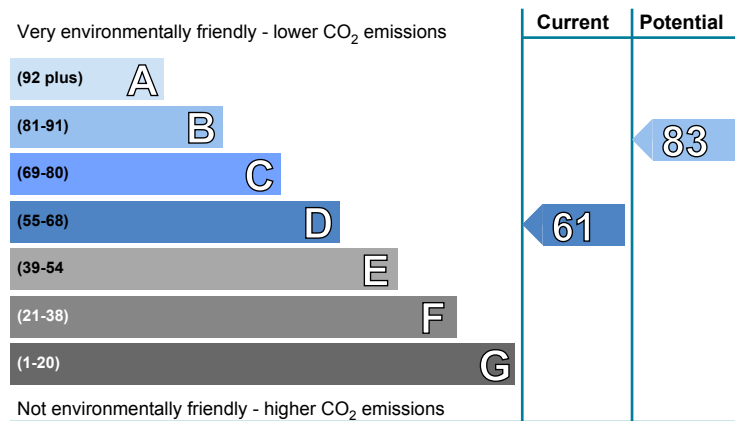 Very environmentally friendly - lower CO2 emissions
Current
Potential
(92 plus) A
(81-91) B
(69-80) C
(55-68) D
(39-54 E
(21-38) F
(1-20) G
61
83
Not environmentally friendly - higher CO2 emissions